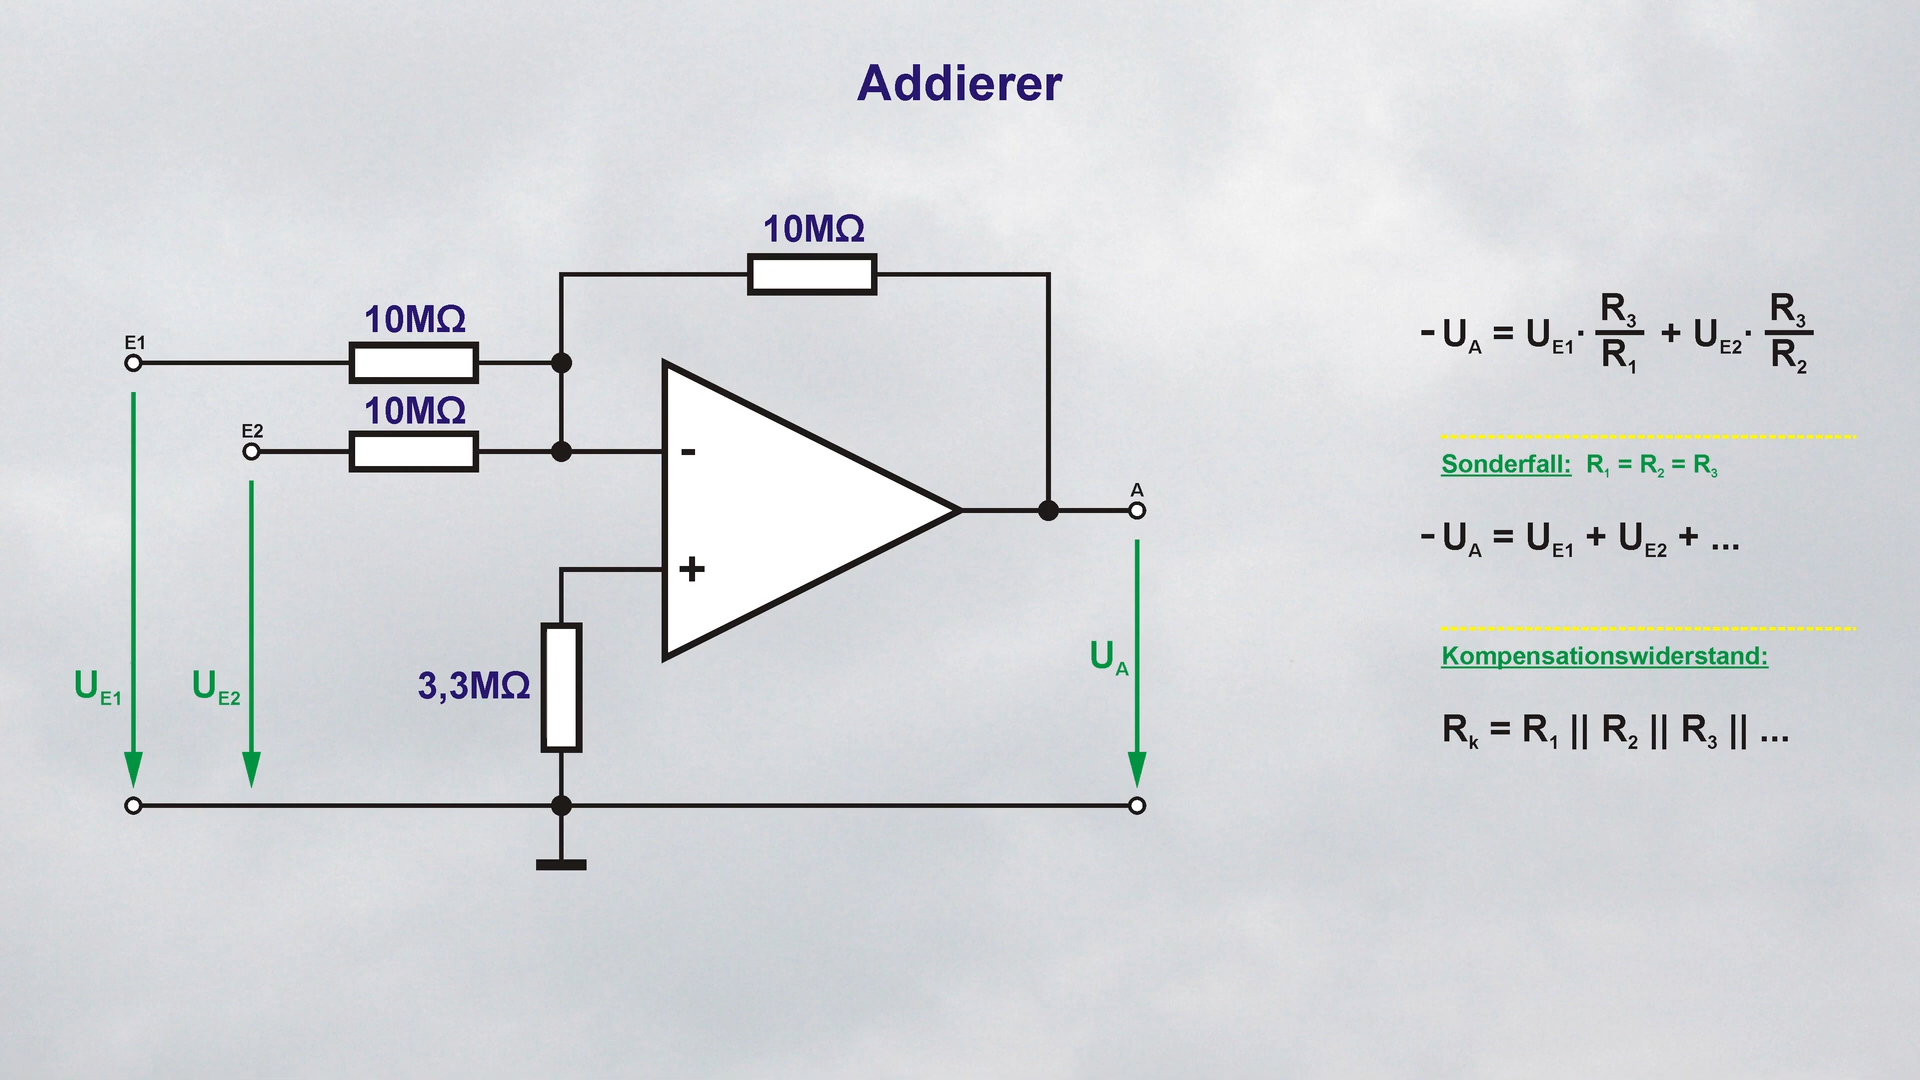 Addierer
10MΩ
10MΩ
E1
10MΩ
E2
-
+
A
3,3MΩ
U_E1
U_E2
U_A
-U_A = U_E1 · R_3/R_1 + U_E2 · R_3/R_2
Sonderfall: R_1 = R_2 = R_3
-U_A = U_E1 + U_E2 + ...
Kompensationswiderstand:
R_k = R_1 || R_2 || R_3 || ...